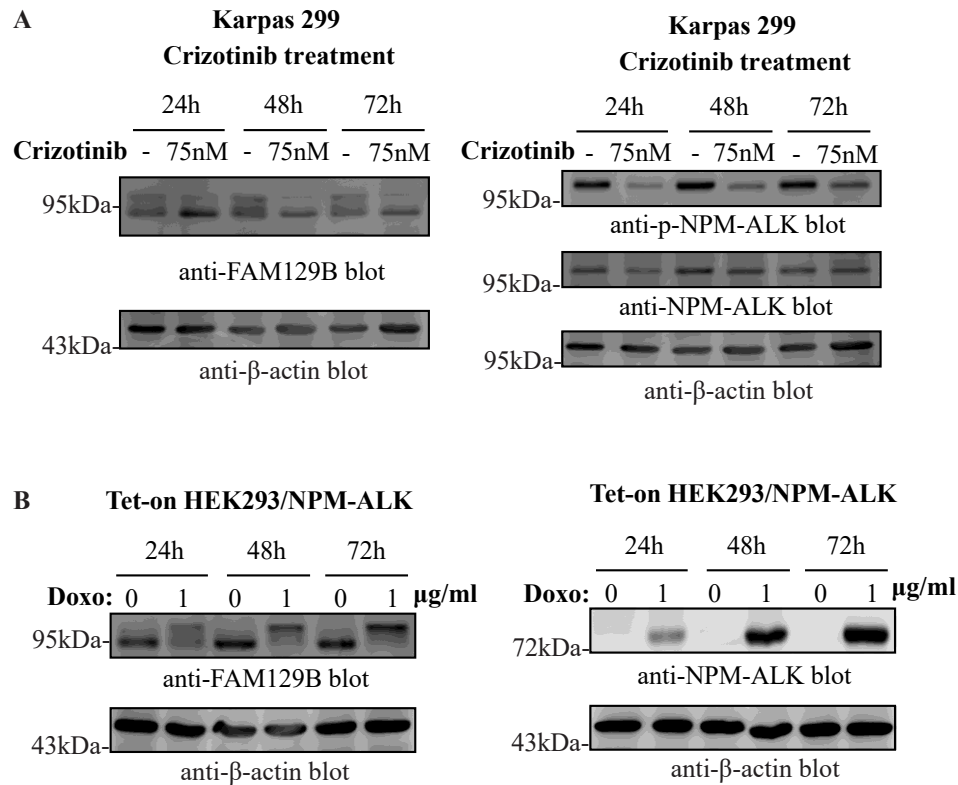 A
Karpas 299
Crizotinib treatment
24h 48h 72h
Crizotinib - 75nM - 75nM - 75nM
95kDa-
anti-FAM129B blot
43kDa-
anti-β-actin blot
Karpas 299
Crizotinib treatment
24h 48h 72h
Crizotinib - 75nM - 75nM - 75nM
95kDa-
anti-p-NPM-ALK blot
95kDa-
anti-NPM-ALK blot
95kDa-
anti-β-actin blot
B
Tet-on HEK293/NPM-ALK
24h 48h 72h
Doxo: 0 1 0 1 0 1 µg/ml
95kDa-
anti-FAM129B blot
43kDa-
anti-β-actin blot
Tet-on HEK293/NPM-ALK
24h 48h 72h
Doxo: 0 1 0 1 0 1 µg/ml
72kDa-
anti-NPM-ALK blot
43kDa-
anti-β-actin blot